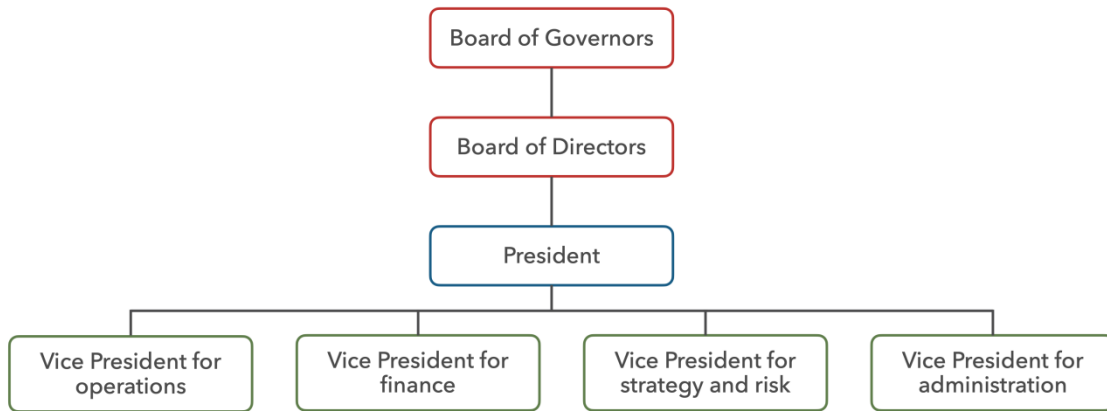 Board of Governors
Board of Directors
President
Vice President for
operations
Vice President for
finance
Vice President for
strategy and risk
Vice President for
administration